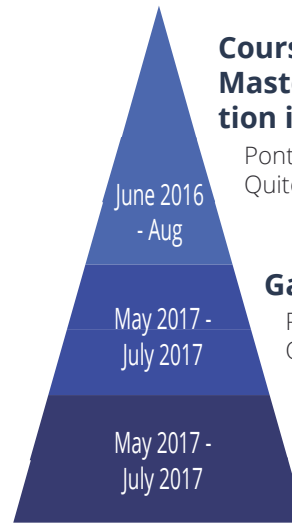 Cours
Mast
tion i
Pont
Quit
June 2016
- Aug
Ga
May 2017 -
July 2017
May 2017 -
July 2017